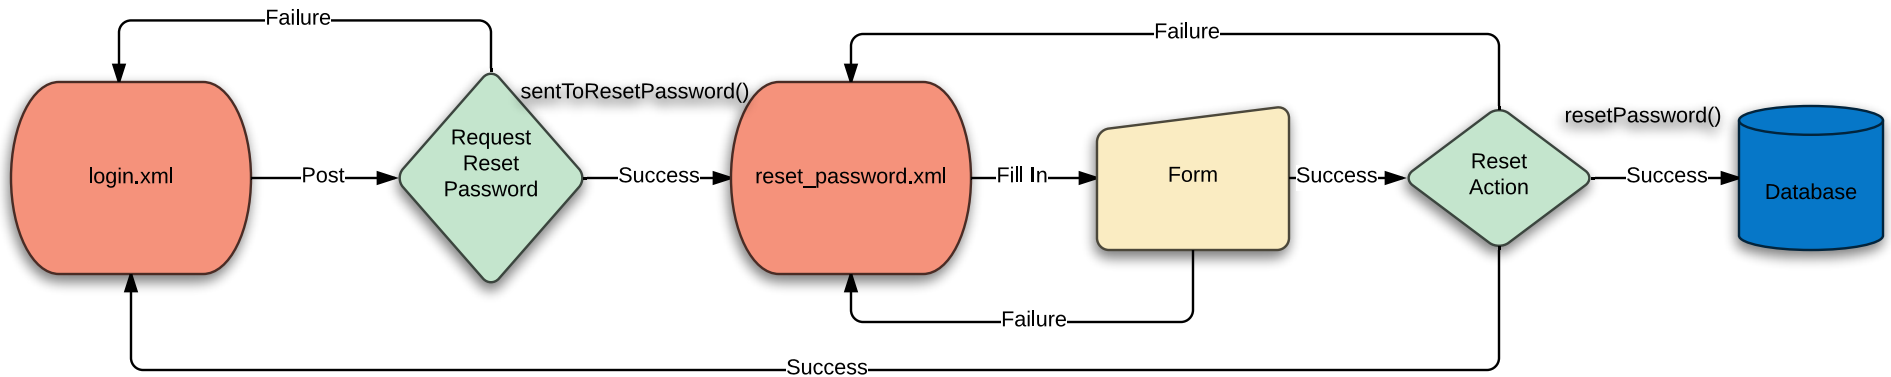 Failure
Failure
sentToResetPassword()
resetPassword()
login.xml
Post
Request
Reset
Password
Success
reset_password.xml
Fill In
Form
Success
Reset
Action
Success
Database
Failure
Success